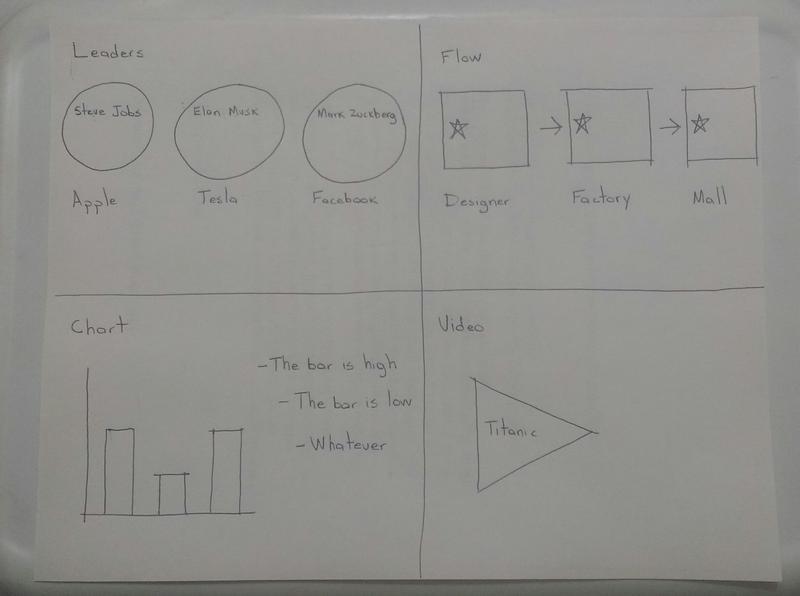 Leaders
Steve Jobs
Elon Musk
Mark Zuckberg
Apple
Tesla
Facebook
Flow
Designer
Factory
Mall
Chart
- The bar is high
- The bar is low
- Whatever
Video
Titanic